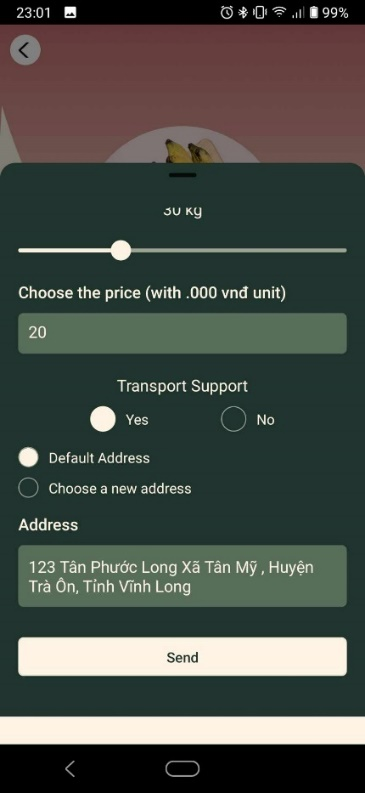 23:01
99%
30 kg
Choose the price (with .000 vnđ unit)
20
Transport Support
Yes
No
Default Address
Choose a new address
Address
123 Tân Phước Long Xã Tân Mỹ , Huyện
Trà Ôn, Tỉnh Vĩnh Long
Send